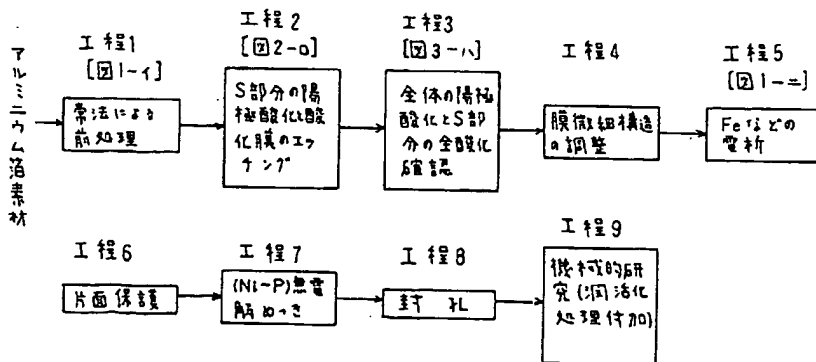 アルミニウム箔素材
工程1
[図1-イ]
常法による
前処理
工程2
[図2-ロ]
S部分の陽
極酸化と酸
化膜のエッ
チング
工程3
[図3-ハ]
全体の陽極
酸化とS部
分の全酸化
確認
工程4
膜微細構造
の調整
工程5
[図1-ニ]
Feなどの
電析
工程6
片面保護
工程7
(Ni-P)無電
解めっき
工程8
封孔
工程9
機械的研
究(潤活化
処理付加)